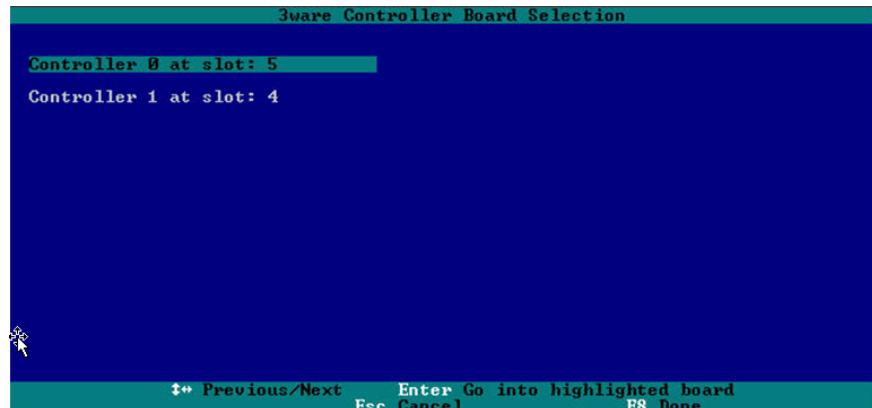 3ware Controller Board Selection
Controller 0 at slot: 5
Controller 1 at slot: 4
↕↔ Previous/Next Enter Go into highlighted board
Esc Cancel F8 Done